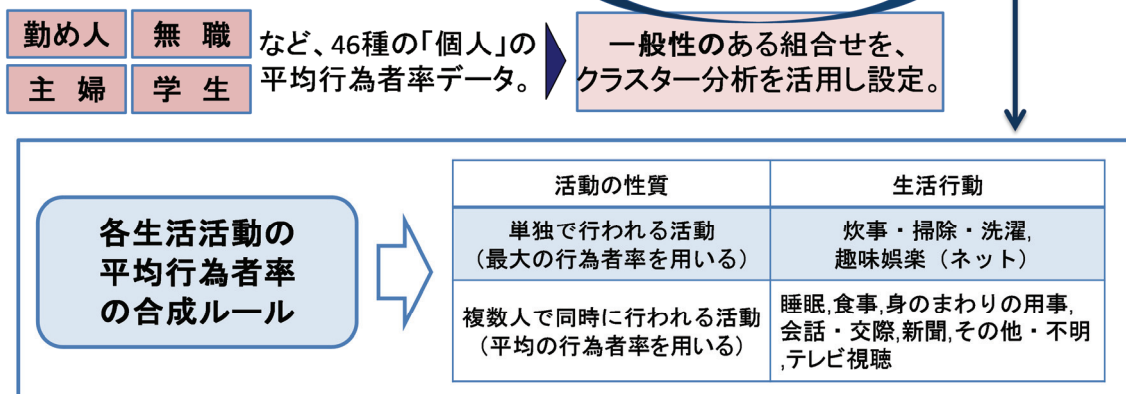 勤め人 無 職
主 婦 学 生
など、46種の「個人」の
平均行為者率データ。
一般性のある組合せを、
クラスター分析を活用し設定。
各生活活動の
平均行為者率
の合成ルール
活動の性質 生活行動
単独で行われる活動
（最大の行為者率を用いる）
炊事・掃除・洗濯,
趣味娯楽（ネット）
複数人で同時に行われる活動
（平均の行為者率を用いる）
睡眠,食事,身のまわりの用事,
会話・交際,新聞,その他・不明
,テレビ視聴